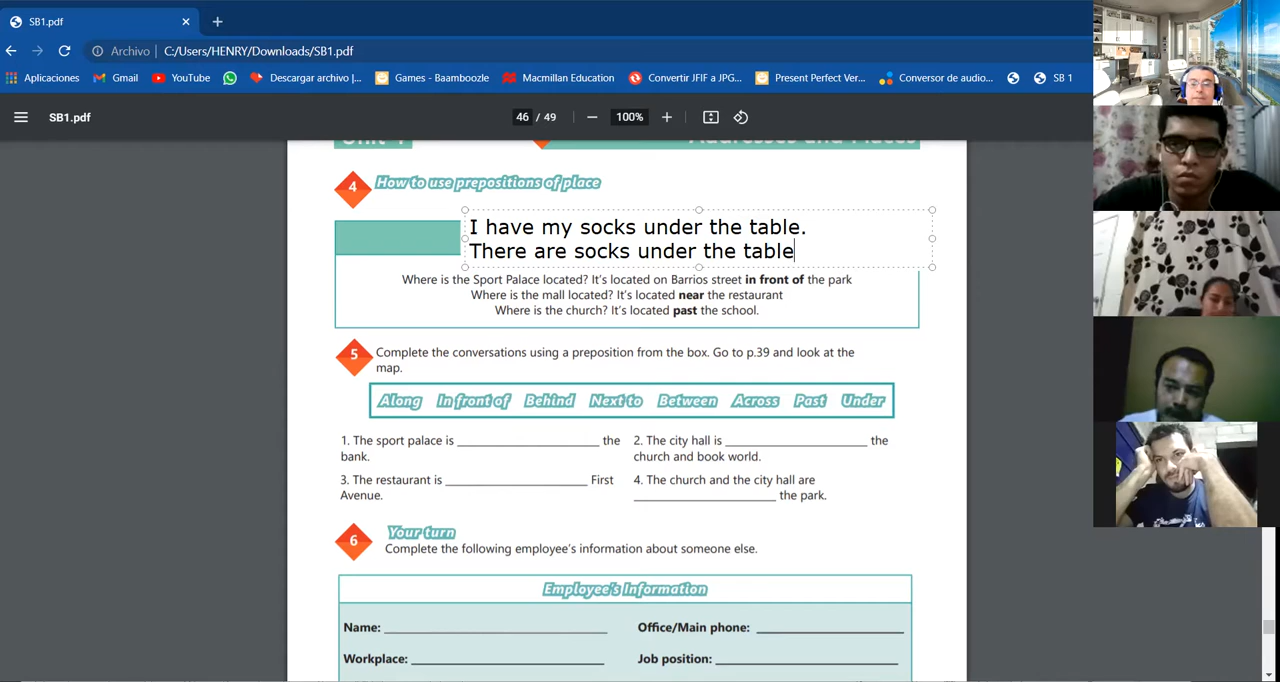 SB1.pdf
Archivo C:/Users/HENRY/Downloads/SB1.pdf
Aplicaciones Gmail YouTube Descargar archivo |... Games - Baamboozle Macmillan Education Convertir JFIF a JPG... Present Perfect Ver... Conversor de audio... SB 1
SB1.pdf 46 / 49 100%
Unit 4 Addresses and Places
4 How to use prepositions of place
I have my socks under the table.
There are socks under the table
Where is the Sport Palace located? It's located on Barrios street in front of the park
Where is the mall located? It's located near the restaurant
Where is the church? It's located past the school.
5 Complete the conversations using a preposition from the box. Go to p.39 and look at the
map.
Along In front of Behind Next to Between Across Past Under
1. The sport palace is ____________________ the
bank.
2. The city hall is ____________________ the
church and book world.
3. The restaurant is ____________________ First
Avenue.
4. The church and the city hall are
____________________ the park.
6 Your turn
Complete the following employee's information about someone else.
Employee's Information
Name: ____________________ Office/Main phone: ____________________
Workplace: ____________________ Job position: ____________________